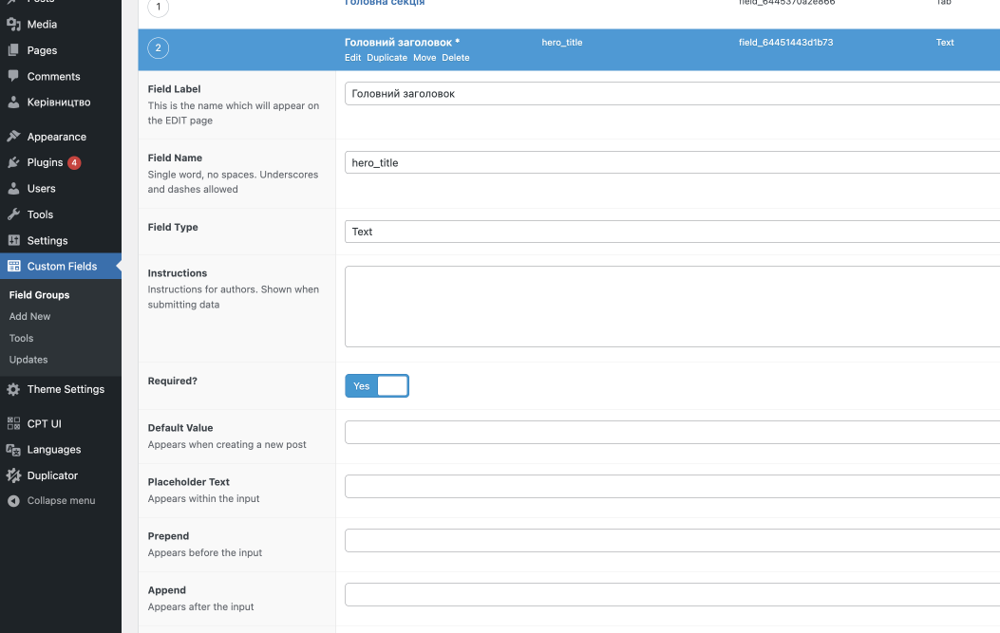 Posts
Media
Pages
Comments
Керівництво
Appearance
Plugins 4
Users
Tools
Settings
Custom Fields
Field Groups
Add New
Tools
Updates
Theme Settings
CPT UI
Languages
Duplicator
Collapse menu
1 Головна секція field_6445370a2e866 Tab
2 Головний заголовок * hero_title field_64451443d1b73 Text
Edit Duplicate Move Delete
Field Label
This is the name which will appear on
the EDIT page
Головний заголовок
Field Name
Single word, no spaces. Underscores
and dashes allowed
hero_title
Field Type
Text
Instructions
Instructions for authors. Shown when
submitting data
Required?
Yes
Default Value
Appears when creating a new post
Placeholder Text
Appears within the input
Prepend
Appears before the input
Append
Appears after the input